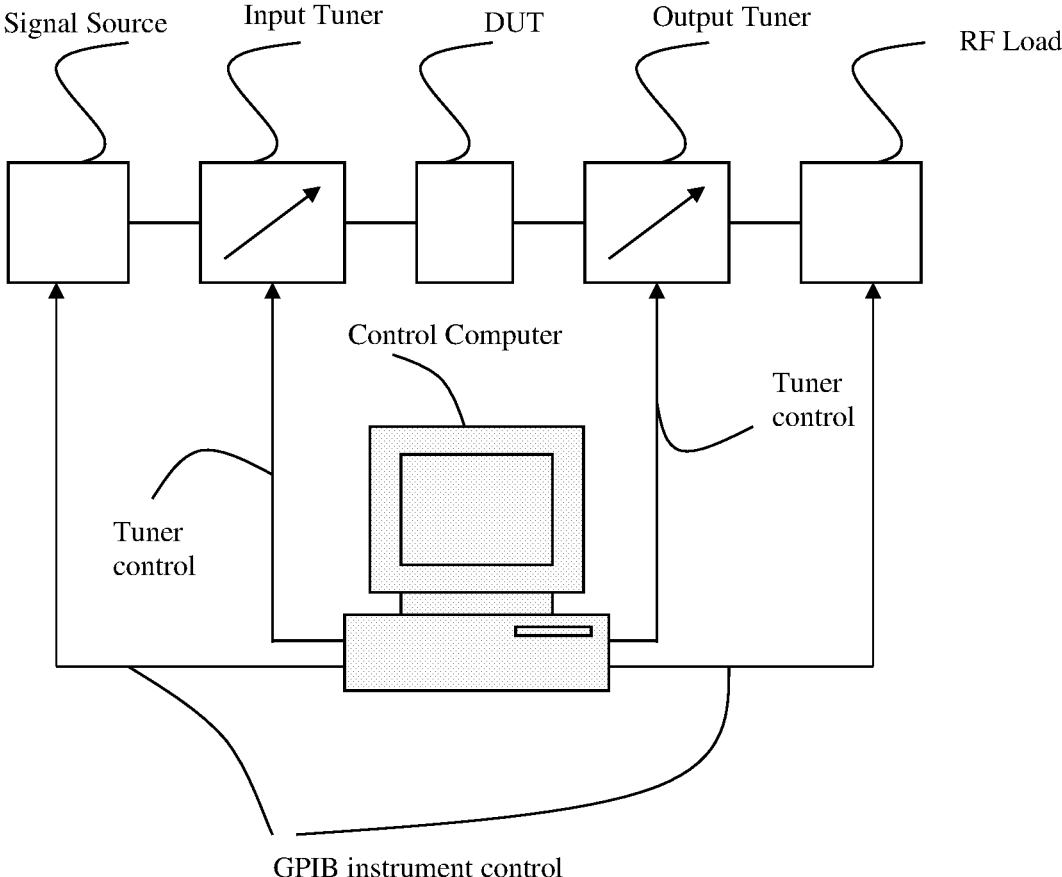 Signal Source
Input Tuner
DUT
Output Tuner
RF Load
Control Computer
Tuner
control
Tuner
control
GPIB instrument control